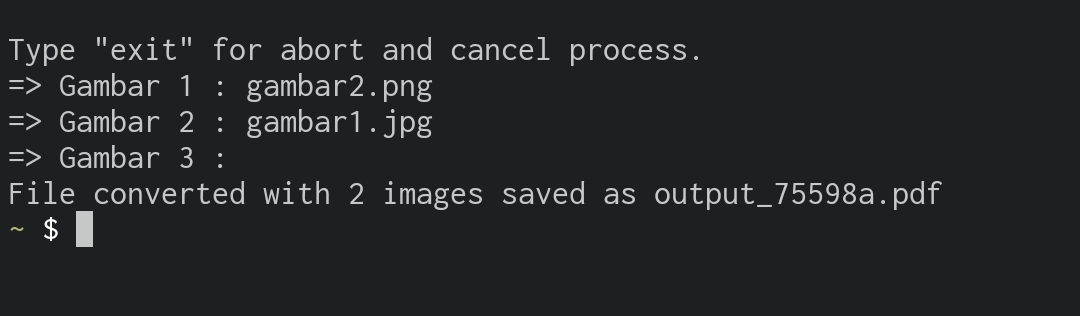 Type "exit" for abort and cancel process.
=> Gambar 1 : gambar2.png
=> Gambar 2 : gambar1.jpg
=> Gambar 3 :
File converted with 2 images saved as output_75598a.pdf
~ $